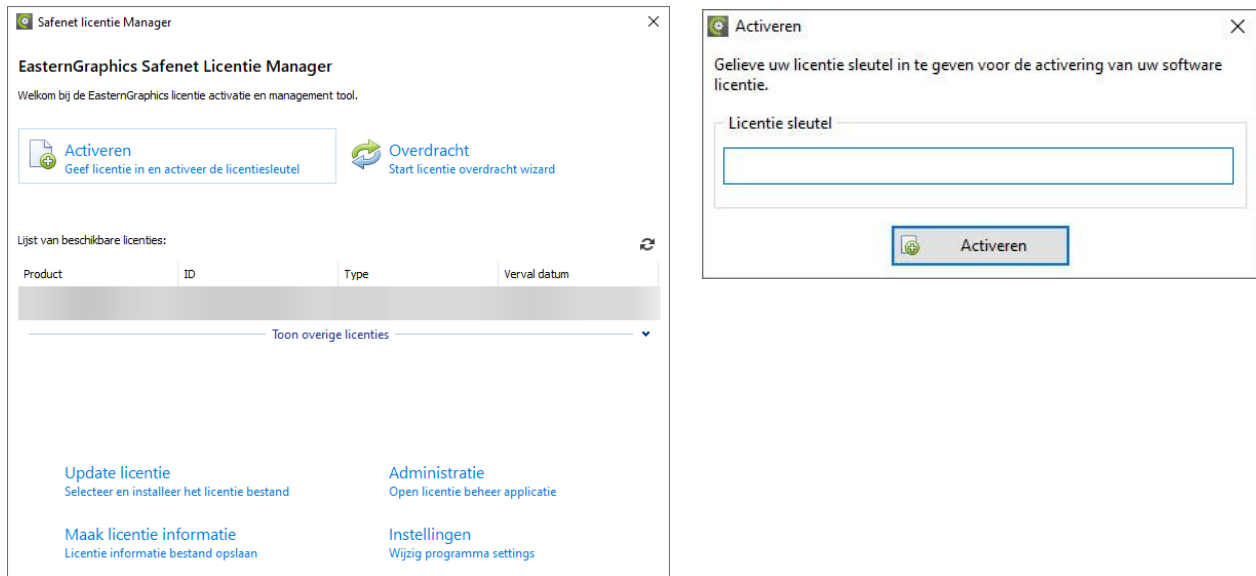 Safenet licentie Manager
EasternGraphics Safenet Licentie Manager
Welkom bij de EasternGraphics licentie activatie en management tool.
Activeren
Geef licentie in en activeer de licentiesleutel
Overdracht
Start licentie overdracht wizard
Lijst van beschikbare licenties:
Product ID Type Verval datum
Toon overige licenties
Update licentie
Selecteer en installeer het licentie bestand
Administratie
Open licentie beheer applicatie
Maak licentie informatie
Licentie informatie bestand opslaan
Instellingen
Wijzig programma settings
Activeren
Gelieve uw licentie sleutel in te geven voor de activering van uw software
licentie.
Licentie sleutel
Activeren